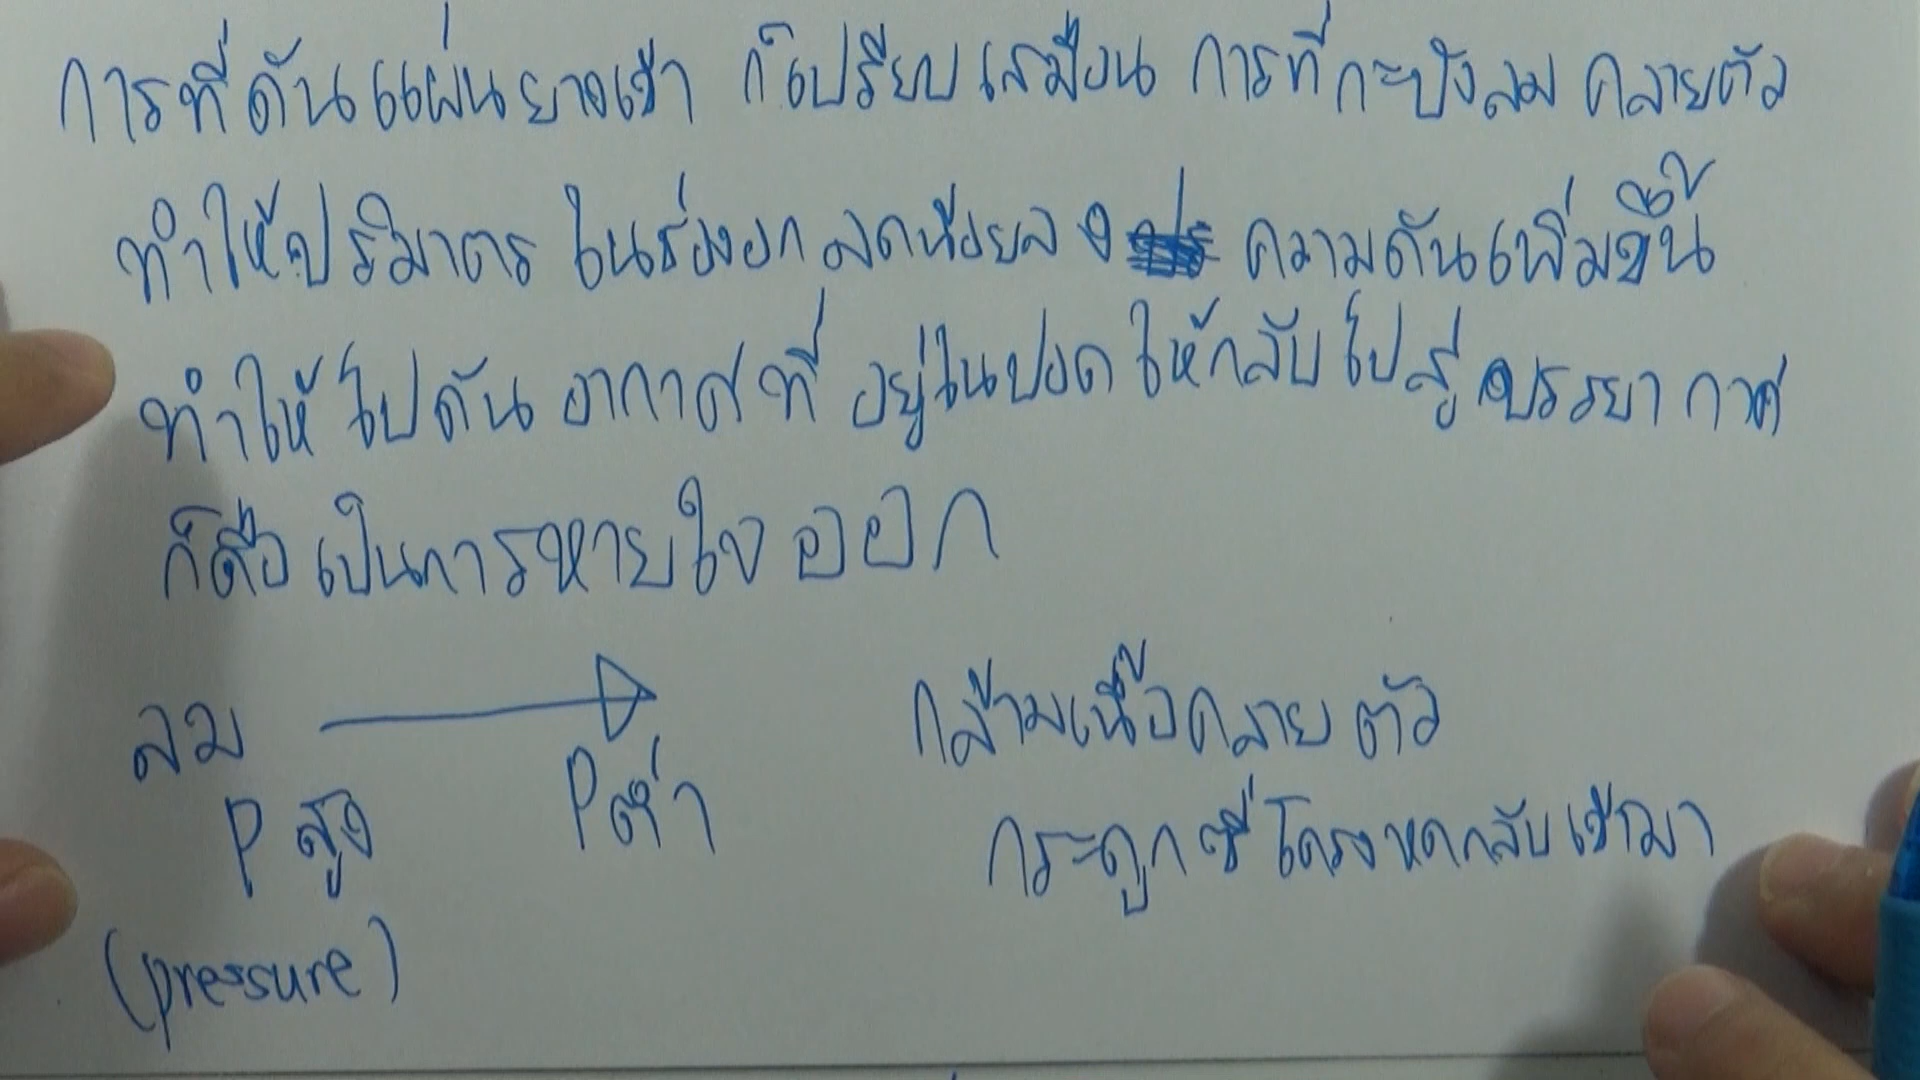 การที่ดันแผ่นยางเข้า ก็เปรียบเสมือน การที่กะบังลม คลายตัว
ทำให้ปริมาตร ในช่องอก ลดน้อยลง ความดันเพิ่มขึ้น
ทำให้ไปดัน อากาศที่ อยู่ในปอด ให้กลับไปสู่ บรรยากาศ
ก็คือ เป็นการหายใจ ออก
ลม
P สูง
P ต่ำ
(pressure)
กล้ามเนื้อคลาย ตัว
กระดูกซี่โครงหดกลับเข้ามา